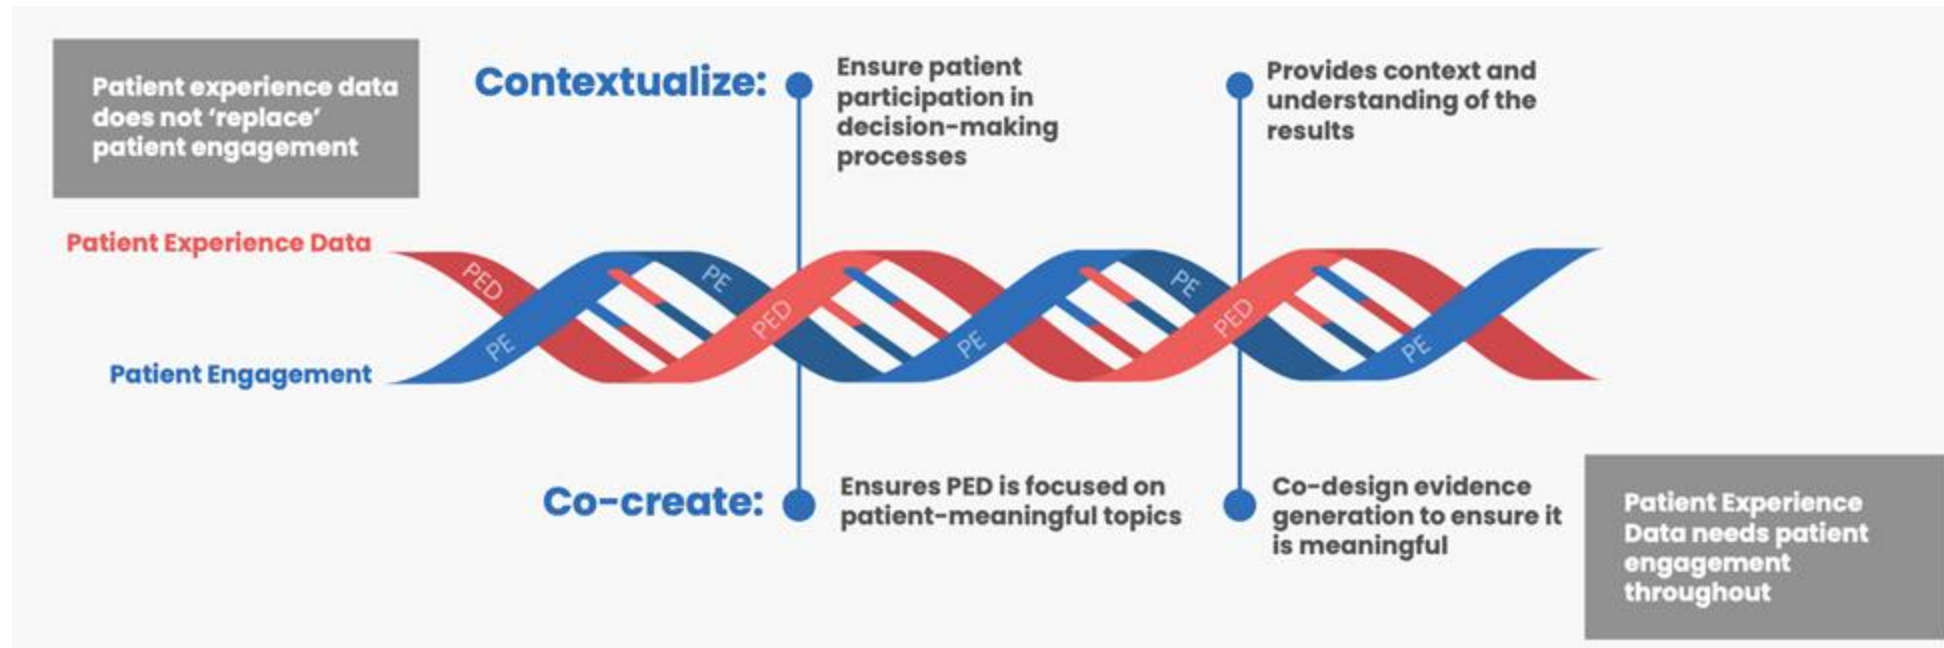 Patient experience data
does not ‘replace’
patient engagement
Contextualize:
Ensure patient
participation in
decision-making
processes
Provides context and
understanding of the
results
Patient Experience Data
Patient Engagement
PED
PE
PE
PED
PE
PE
PED
PE
Co-create:
Ensures PED is focused on
patient-meaningful topics
Co-design evidence
generation to ensure it
is meaningful
Patient Experience
Data needs patient
engagement
throughout